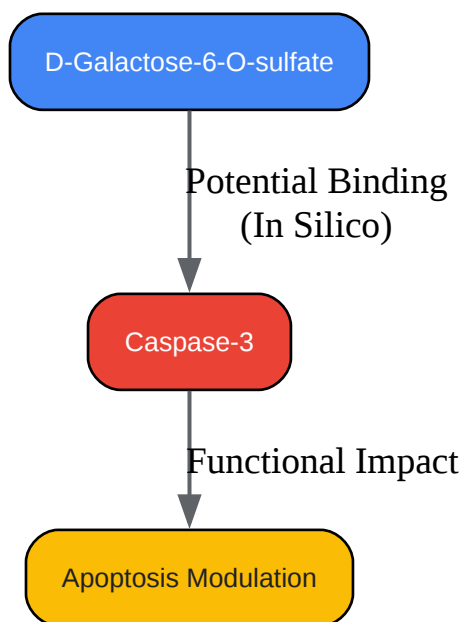 D-Galactose-6-O-sulfate
Potential Binding
(In Silico)
Caspase-3
Functional Impact
Apoptosis Modulation